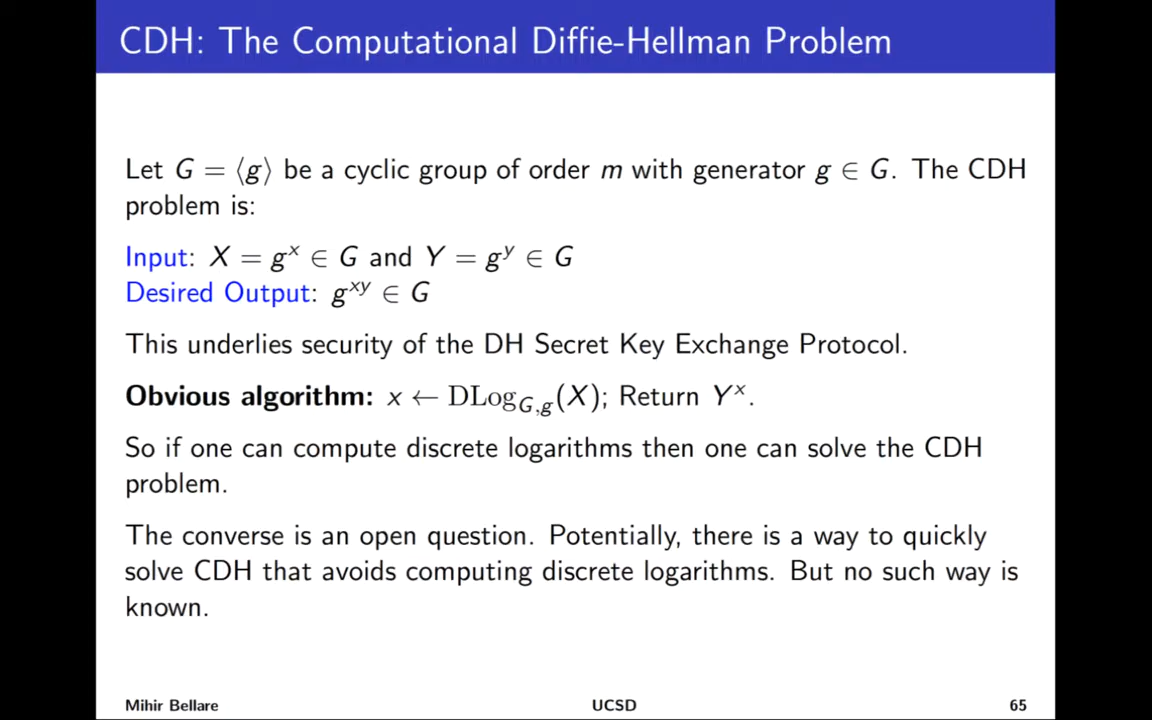 CDH: The Computational Diffie-Hellman Problem
Let G = ⟨g⟩ be a cyclic group of order m with generator g ∈ G. The CDH
problem is:
Input: X = g^x ∈ G and Y = g^y ∈ G
Desired Output: g^{xy} ∈ G
This underlies security of the DH Secret Key Exchange Protocol.
Obvious algorithm: x ← DLog_{G,g}(X); Return Y^x.
So if one can compute discrete logarithms then one can solve the CDH
problem.
The converse is an open question. Potentially, there is a way to quickly
solve CDH that avoids computing discrete logarithms. But no such way is
known.
Mihir Bellare UCSD 65